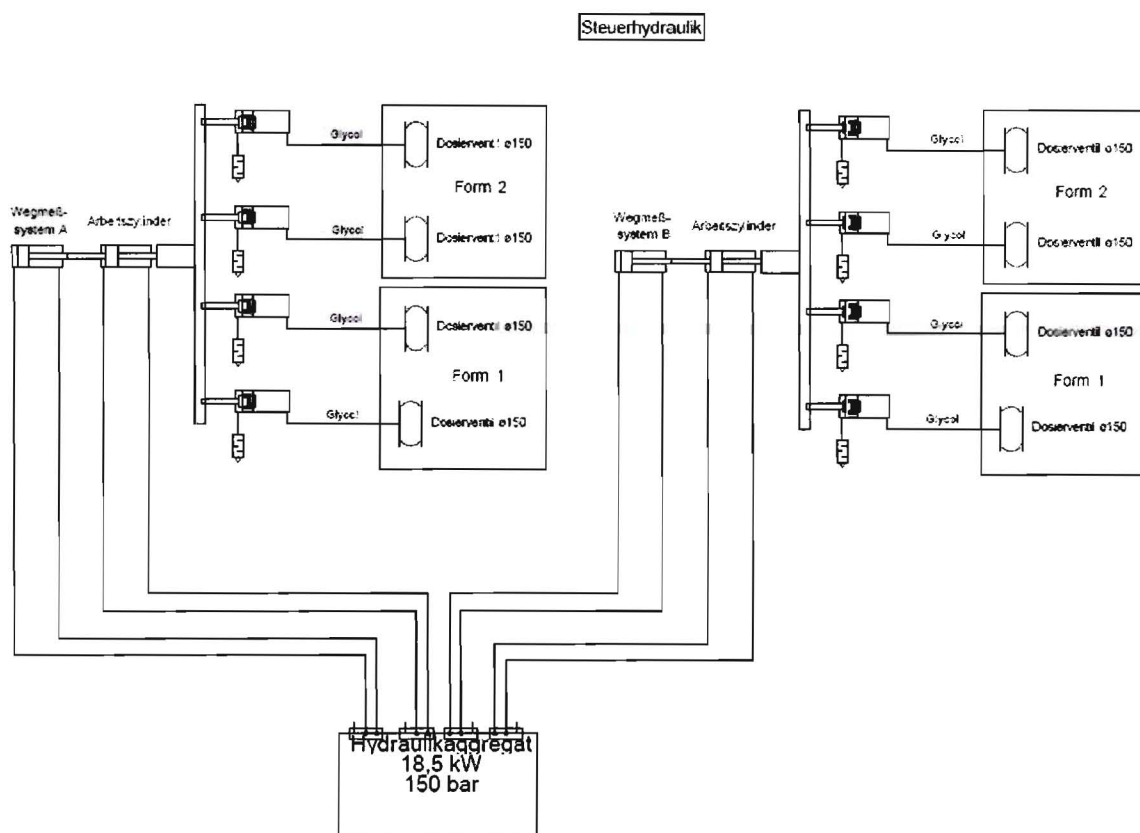 Steuerhydraulik
Glycol
Dosierventil ø150
Form 2
Glycol
Dosierventil ø150
Glycol
Dosierventil ø150
Form 1
Glycol
Dosierventil ø150
Wegmeß-
system A
Arbeitszylinder
Glycol
Dosierventil ø150
Form 2
Glycol
Dosierventil ø150
Glycol
Dosierventil ø150
Form 1
Glycol
Dosierventil ø150
Wegmeß-
system B
Arbeitszylinder
Hydraulikaggregat
18,5 kW
150 bar